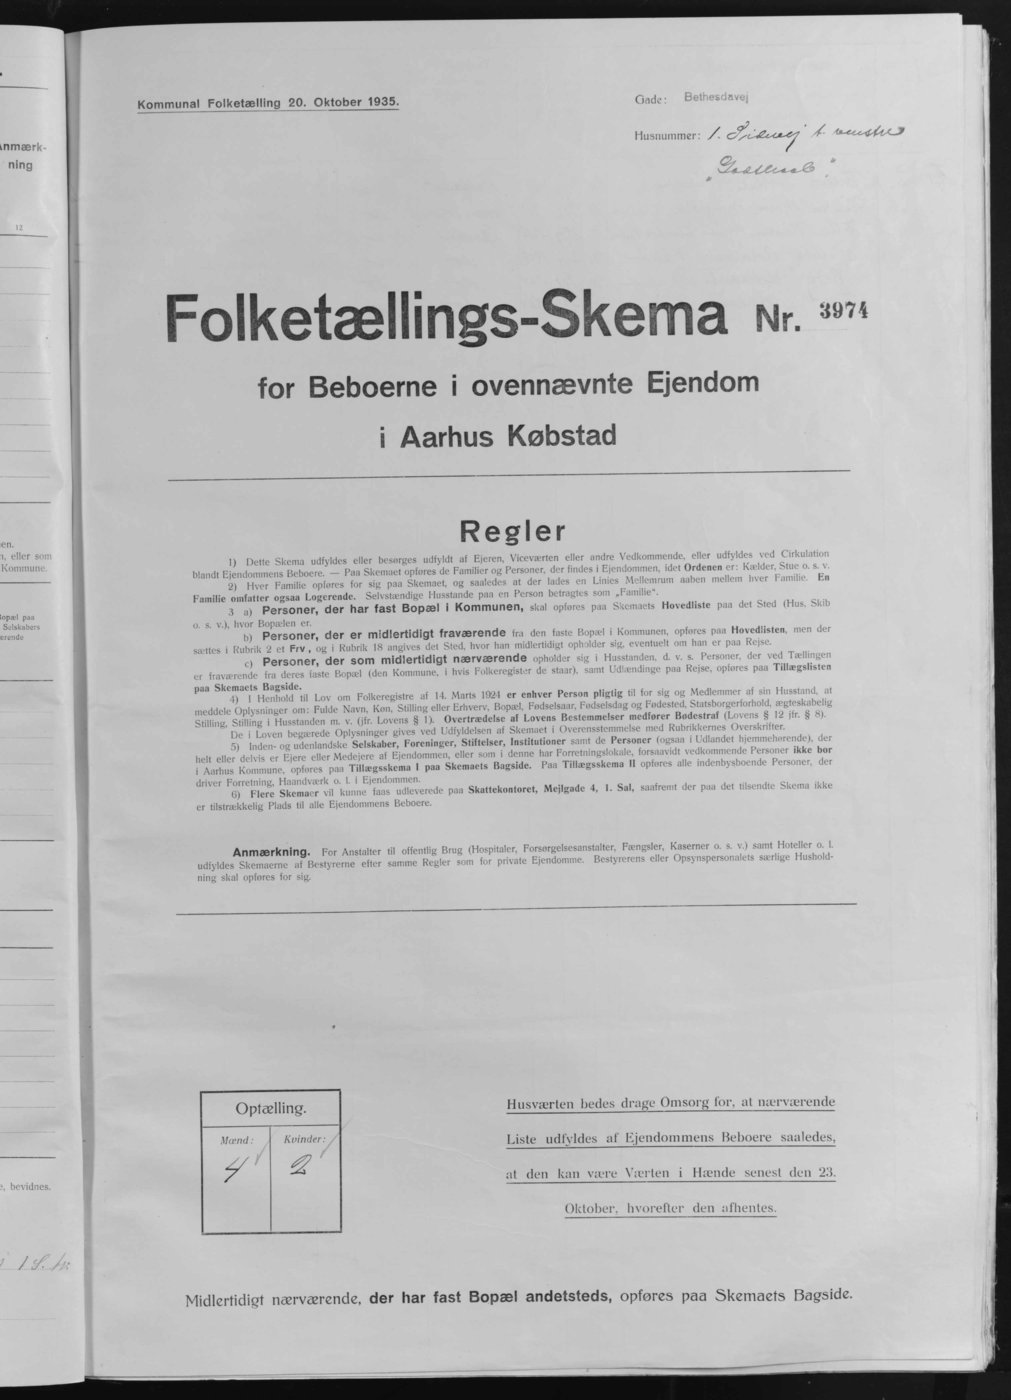 Anmærk-
ning
12
en.
n, eller som
Kommune.
Bopæl paa
Selskabers
erende
e, bevidnes.
Kommunal Folketælling 20. Oktober 1935.
Gade: Bethesdavej
Husnummer: 1. Sidevej t. venstre
"Godthaab".
Folketællings-Skema Nr. 3974
for Beboerne i ovennævnte Ejendom
i Aarhus Købstad
Regler
1) Dette Skema udfyldes eller besørges udfyldt af Ejeren, Viceværten eller andre Vedkommende, eller udfyldes ved Cirkulation
blandt Ejendommens Beboere. — Paa Skemaet opføres de Familier og Personer, der findes i Ejendommen, idet Ordenen er: Kælder, Stue o. s. v.
2) Hver Familie opføres for sig paa Skemaet, og saaledes at der lades en Linies Mellemrum aaben mellem hver Familie. En
Familie omfatter ogsaa Logerende. Selvstændige Husstande paa en Person betragtes som „Familie“.
3 a) Personer, der har fast Bopæl i Kommunen, skal opføres paa Skemaets Hovedliste paa det Sted (Hus, Skib
o. s. v.), hvor Bopælen er.
b) Personer, der er midlertidigt fraværende fra den faste Bopæl i Kommunen, opføres paa Hovedlisten, men der
sættes i Rubrik 2 et Frv., og i Rubrik 18 angives det Sted, hvor han midlertidigt opholder sig, eventuelt om han er paa Rejse.
c) Personer, der som midlertidigt nærværende opholder sig i Husstanden, d. v. s. Personer, der ved Tællingen
er fraværende fra deres faste Bopæl (den Kommune, i hvis Folkeregister de staar), samt Udlændinge paa Rejse, opføres paa Tillægslisten
paa Skemaets Bagside.
4) I Henhold til Lov om Folkeregistre af 14. Marts 1924 er enhver Person pligtig til for sig og Medlemmer af sin Husstand, at
meddele Oplysninger om: Fulde Navn, Køn, Stilling eller Erhverv, Bopæl, Fødselsaar, Fødselsdag og Fødested, Statsborgerforhold, ægteskabelig
Stilling, Stilling i Husstanden m. v. (jfr. Lovens § 1). Overtrædelse af Lovens Bestemmelser medfører Bødestraf (Lovens § 12 jfr. § 8).
De i Loven begærede Oplysninger gives ved Udfyldelsen af Skemaet i Overensstemmelse med Rubrikkernes Overskrifter.
5) Inden- og udenlandske Selskaber, Foreninger, Stiftelser, Institutioner samt de Personer (ogsaa i Udlandet hjemmehørende), der
helt eller delvis er Ejere eller Medejere af Ejendommen, eller som i denne har Forretningslokale, forsaavidt vedkommende Personer ikke bor
i Aarhus Kommune, opføres paa Tillægsskema I paa Skemaets Bagside. Paa Tillægsskema II opføres alle indenbysboende Personer, der
driver Forretning, Haandværk o. l. i Ejendommen.
6) Flere Skemaer vil kunne faas udleverede paa Skattekontoret, Mejlgade 4, 1. Sal, saafremt der paa det tilsendte Skema ikke
er tilstrækkelig Plads til alle Ejendommens Beboere.
Anmærkning. For Anstalter til offentlig Brug (Hospitaler, Forsørgelsesanstalter, Fængsler, Kaserner o. s. v.) samt Hoteller o. l.
udfyldes Skemaerne af Bestyrerne efter samme Regler som for private Ejendomme. Bestyrerens eller Opsynspersonalets særlige Hushold-
ning skal opføres for sig.
Optælling.
Mænd: Kvinder:
4 2
Husværten bedes drage Omsorg for, at nærværende
Liste udfyldes af Ejendommens Beboere saaledes,
at den kan være Værten i Hænde senest den 23.
Oktober, hvorefter den afhentes.
Midlertidigt nærværende, der har fast Bopæl andetsteds, opføres paa Skemaets Bagside.